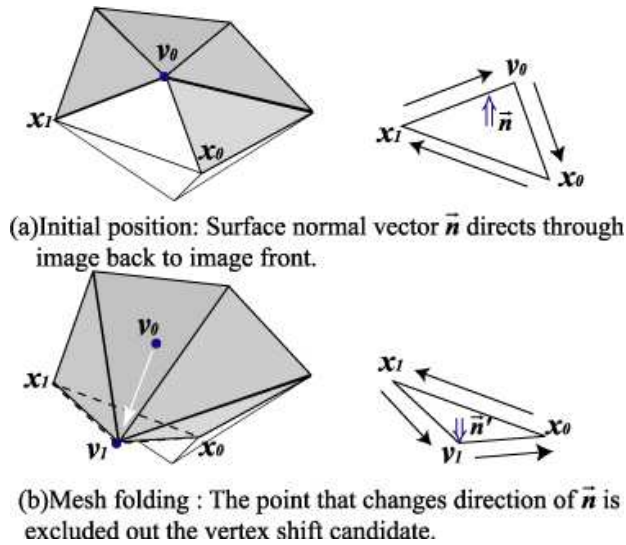 v0
x1
x0
v0
n
x1
x0
(a)Initial position: Surface normal vector n directs through
image back to image front.
v0
x1
v1
x0
x1
n'
x0
v1
(b)Mesh folding : The point that changes direction of n is
excluded out the vertex shift candidate.